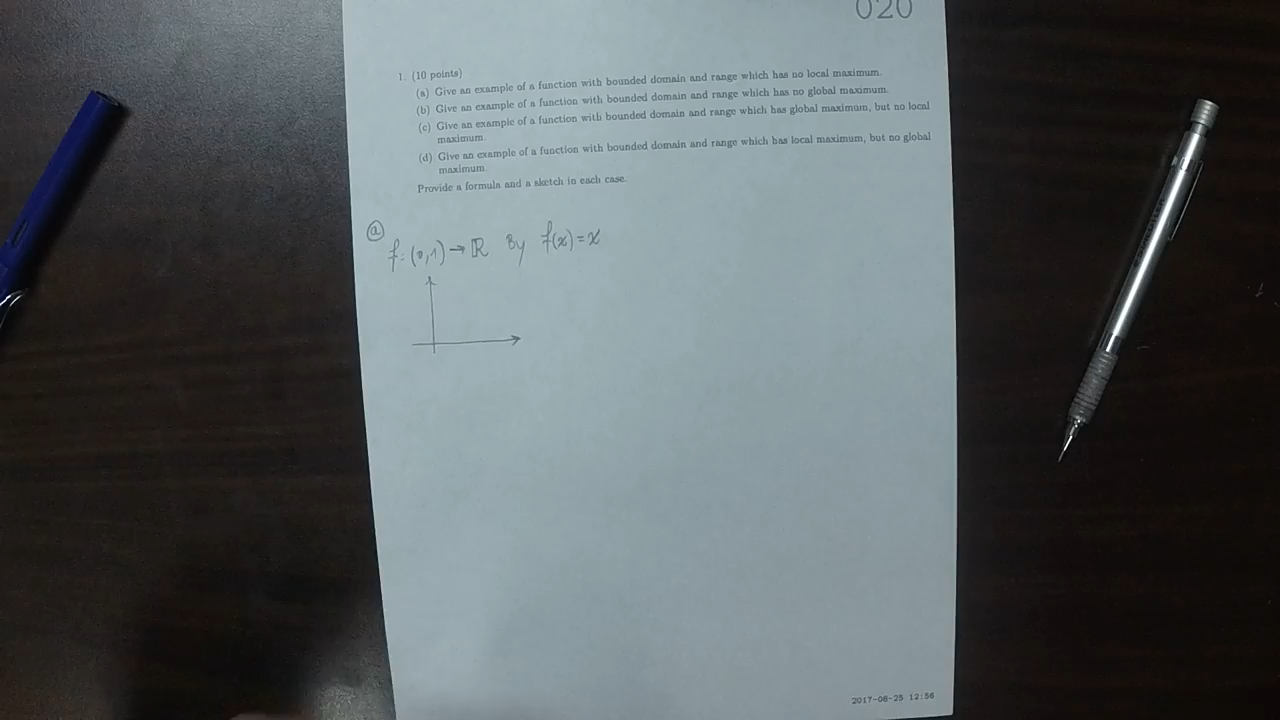 020
1. (10 points)
(a) Give an example of a function with bounded domain and range which has no local maximum.
(b) Give an example of a function with bounded domain and range which has no global maximum.
(c) Give an example of a function with bounded domain and range which has global maximum, but no local
maximum.
(d) Give an example of a function with bounded domain and range which has local maximum, but no global
maximum.
Provide a formula and a sketch in each case.
ⓐ
f: (0,1) → ℝ By f(x) = x
2017-08-25 12:56